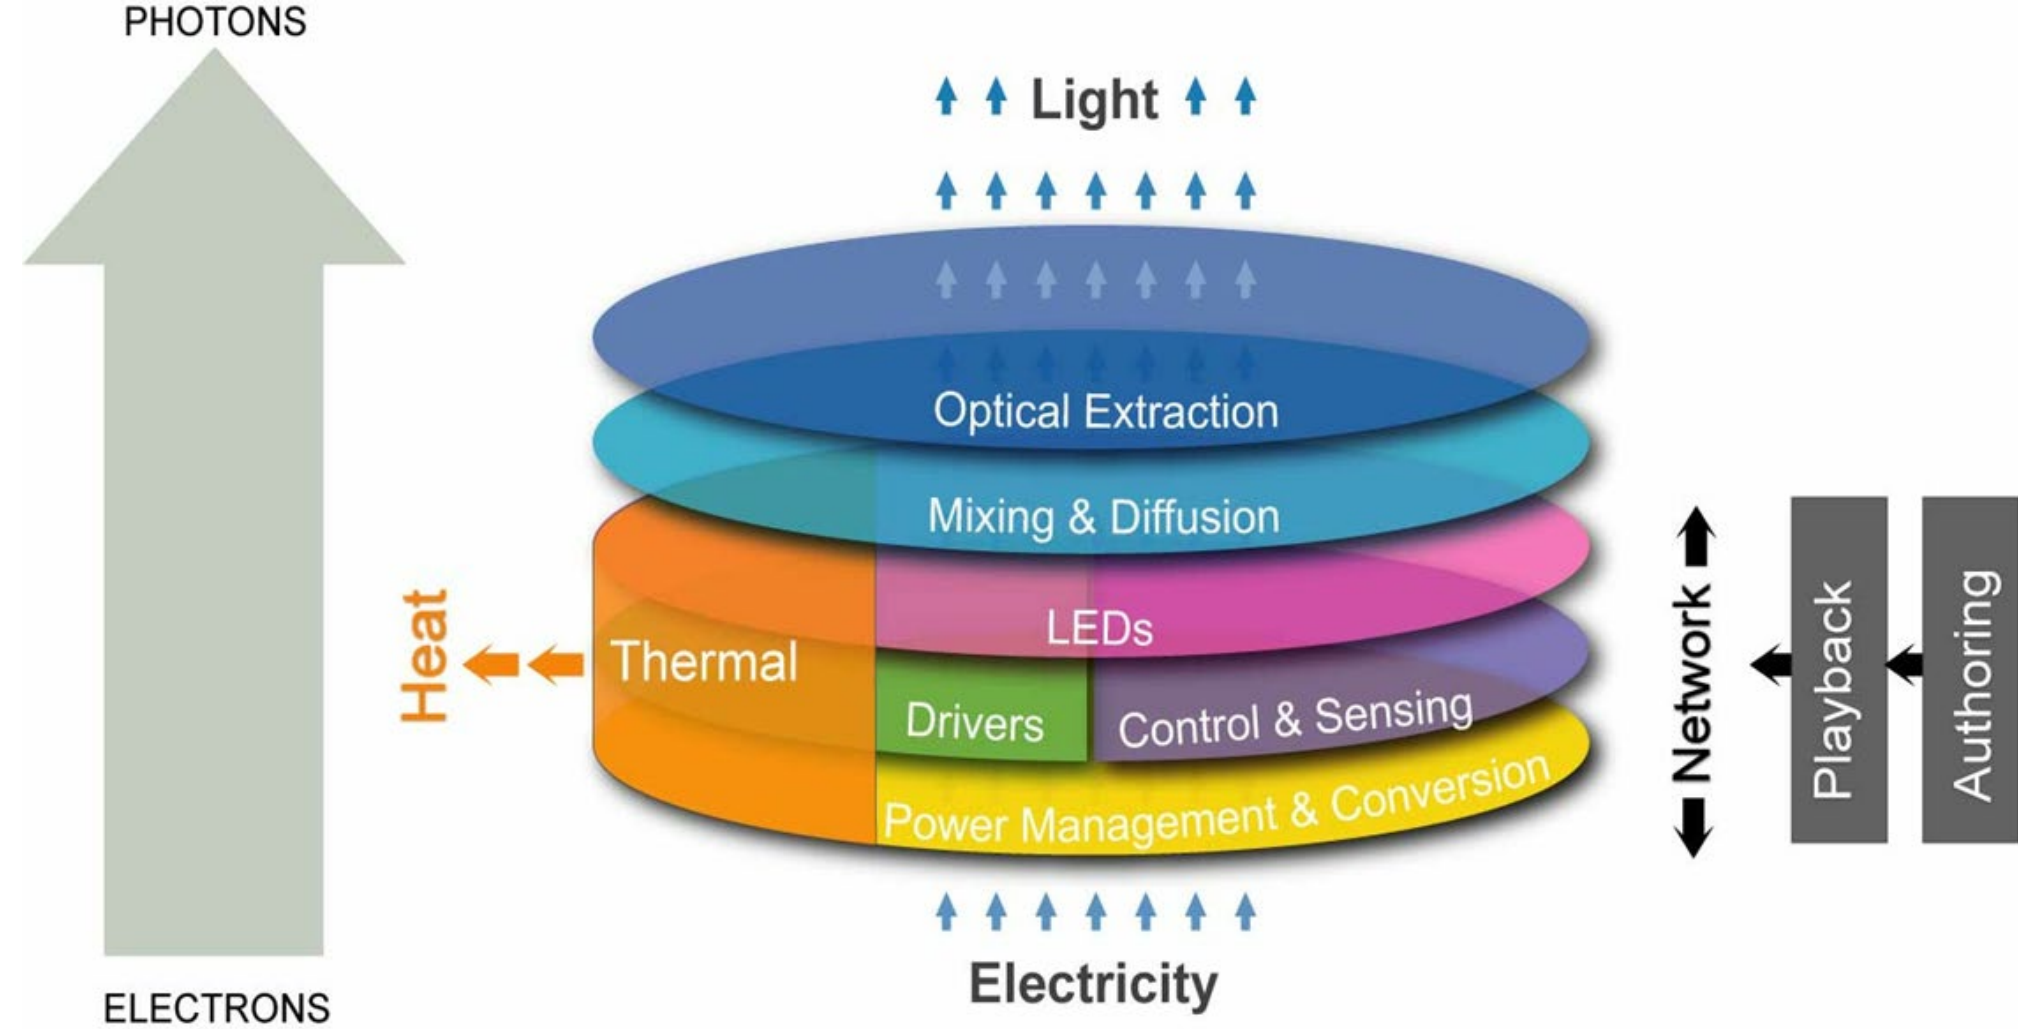 PHOTONS
Light
Optical Extraction
Mixing & Diffusion
LEDs
Thermal
Heat
Drivers
Control & Sensing
Power Management & Conversion
Network
Playback
Authoring
Electricity
ELECTRONS